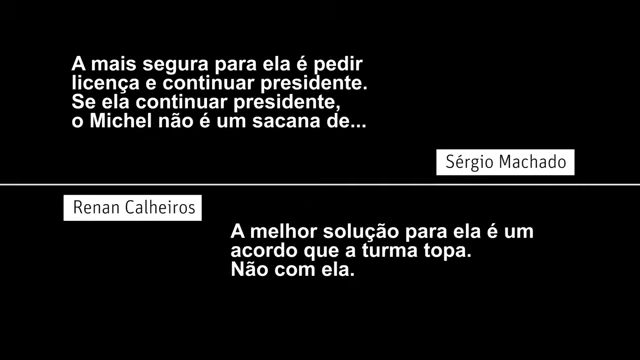 A mais segura para ela é pedir
licença e continuar presidente.
Se ela continuar presidente,
o Michel não é um sacana de...
Sérgio Machado
Renan Calheiros
A melhor solução para ela é um
acordo que a turma topa.
Não com ela.